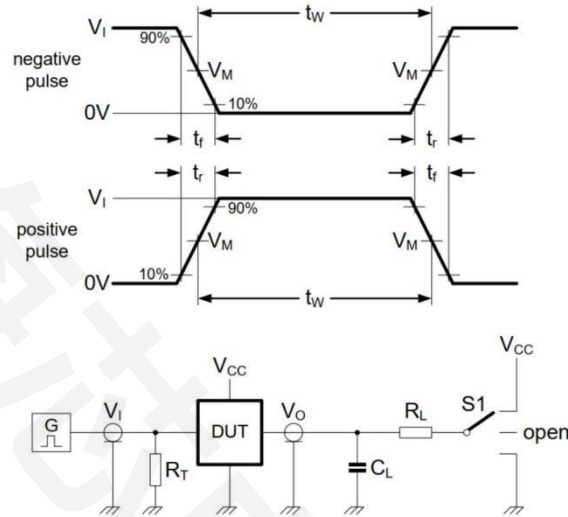 V_I
90%
t_W
negative
pulse
V_M
V_M
0V
10%
t_f
t_r
t_r
t_f
V_I
90%
positive
pulse
V_M
V_M
10%
0V
t_W
V_CC
V_CC
G
V_I
DUT
V_O
R_L
S1
open
R_T
C_L